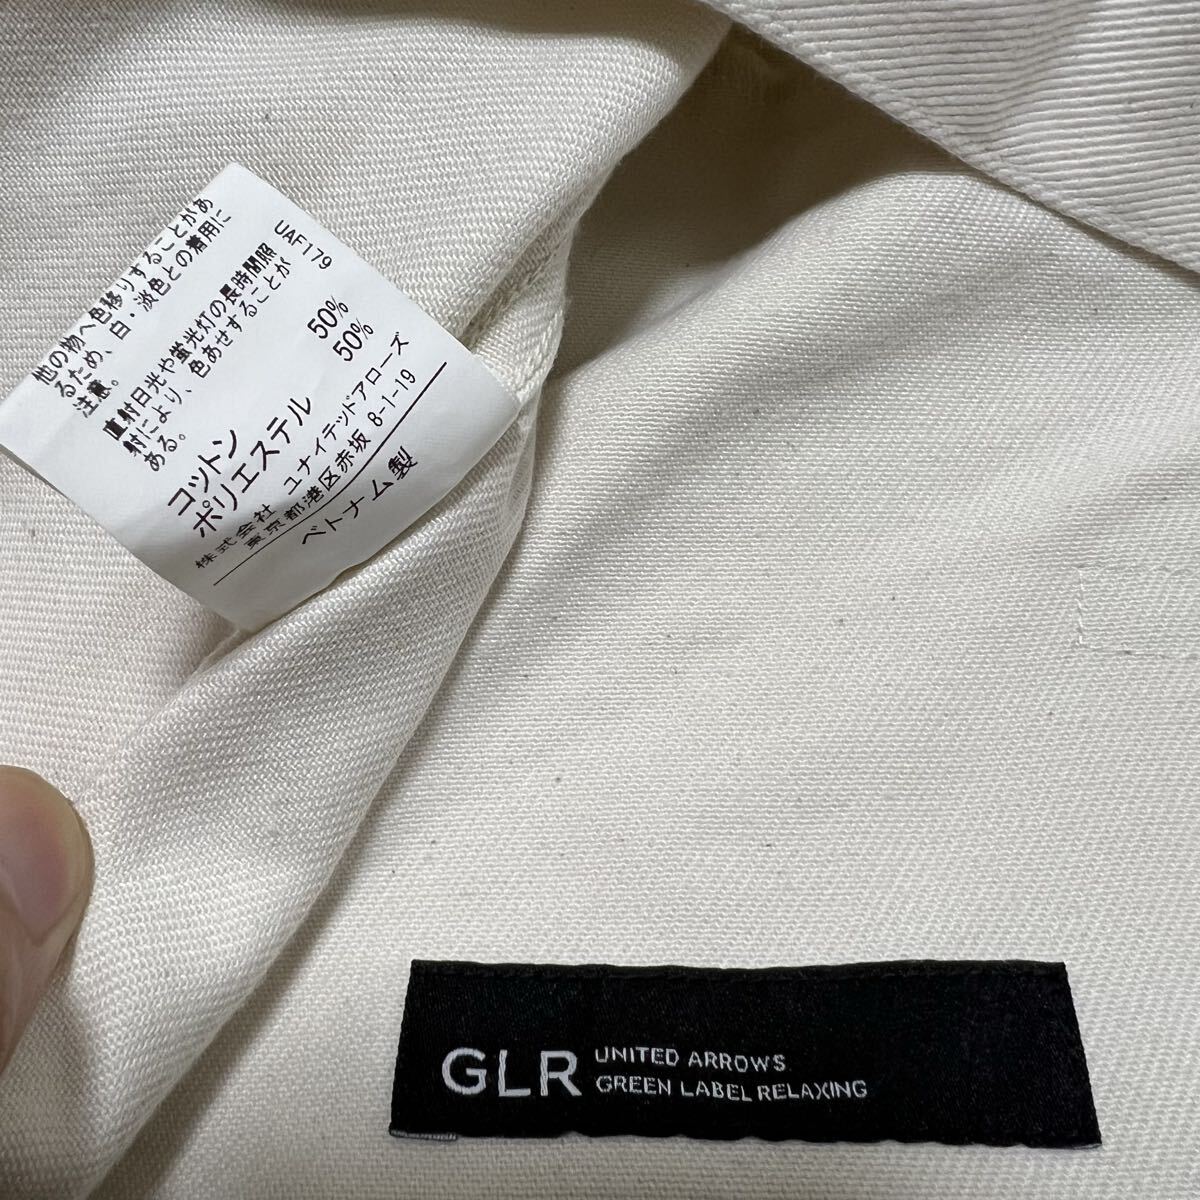 他の物へ色移りすることがあ
るため、白・淡色との着用に
注意。
直射日光や蛍光灯の長時間照
射により、色あせすることが
ある。
UAF179
コットン 50%
ポリエステル 50%
株式会社 ユナイテッドアローズ
東京都港区赤坂 8-1-19
ベトナム製
GLR
UNITED ARROWS
GREEN LABEL RELAXING